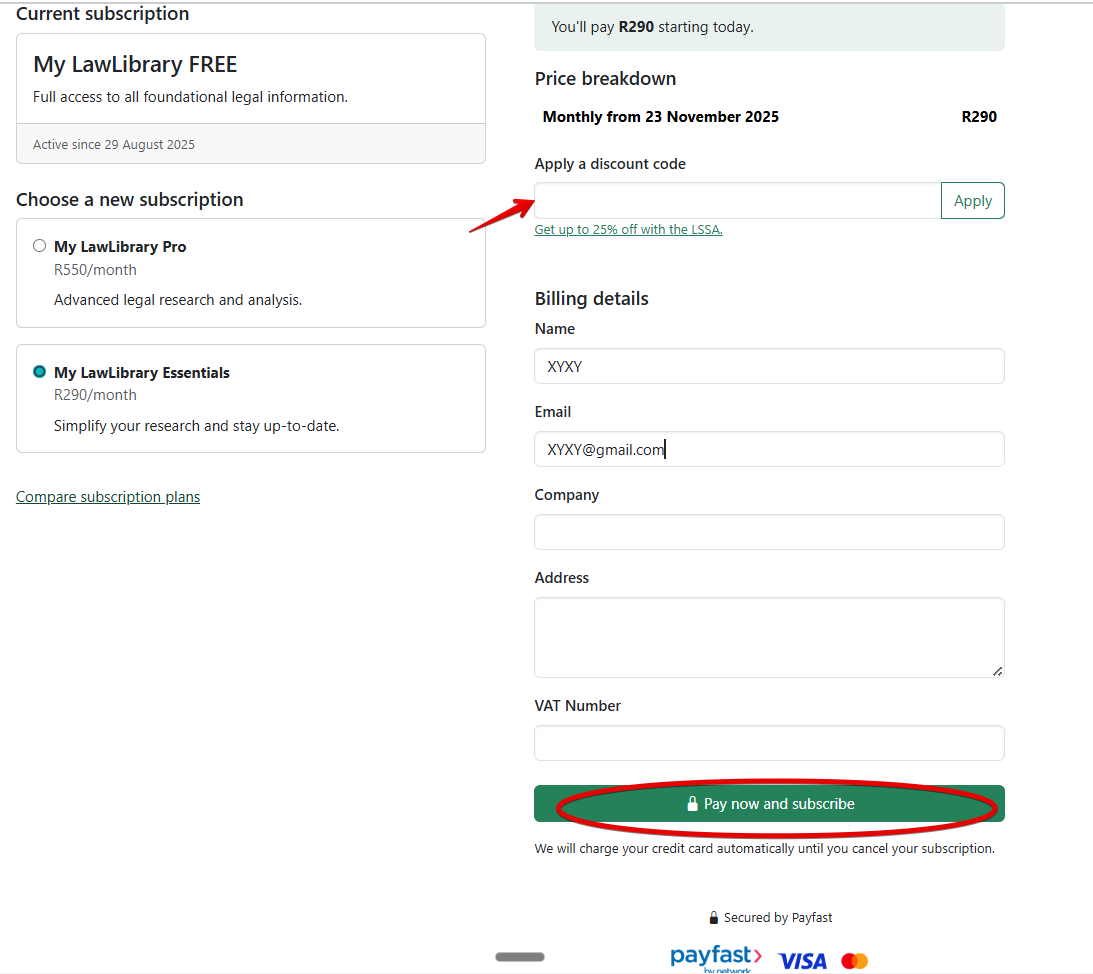 Current subscription
My LawLibrary FREE
Full access to all foundational legal information.
Active since 29 August 2025
Choose a new subscription
My LawLibrary Pro
R550/month
Advanced legal research and analysis.
My LawLibrary Essentials
R290/month
Simplify your research and stay up-to-date.
Compare subscription plans
You'll pay R290 starting today.
Price breakdown
Monthly from 23 November 2025 R290
Apply a discount code
Apply
Get up to 25% off with the LSSA.
Billing details
Name
XYXY
Email
XYXY@gmail.com
Company
Address
VAT Number
Pay now and subscribe
We will charge your credit card automatically until you cancel your subscription.
Secured by Payfast
payfast VISA
by network